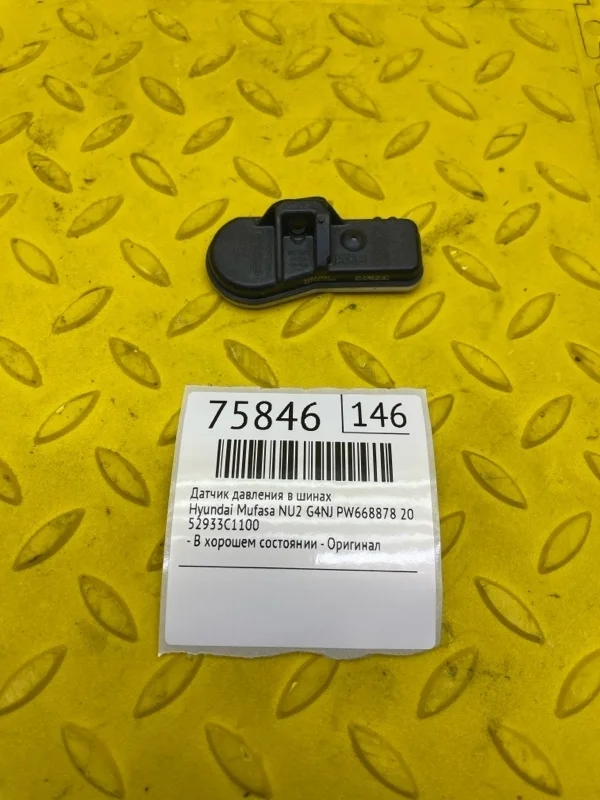 75846 146
Датчик давления в шинах
Hyundai Mufasa NU2 G4NJ PW668878 20
52933C1100
- В хорошем состоянии - Оригинал